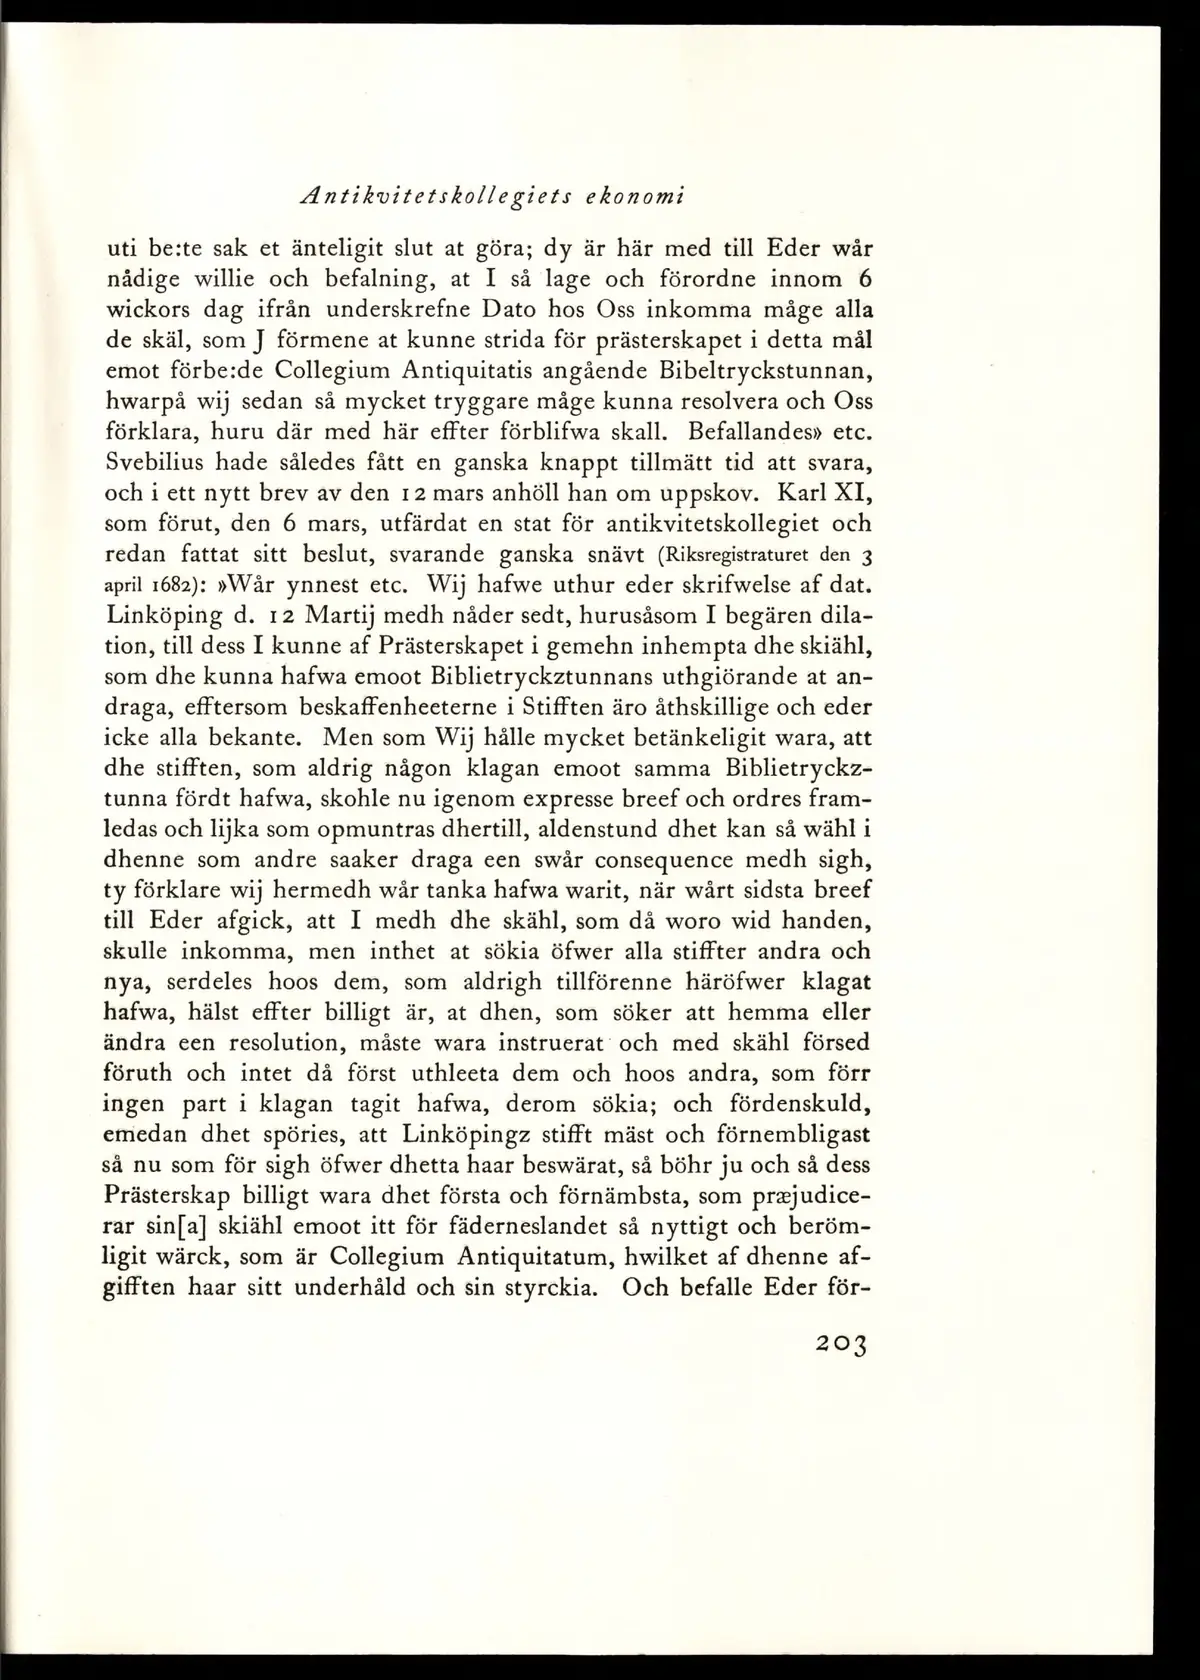 Antikvitetskollegiets ekonomi
uti be:te sak et änteligit slut at göra; dy är här med till Eder wår
nådige willie och befalning, at I så lage och förordne innom 6
wickors dag ifrån underskrefne Dato hos Oss inkomma måge alla
de skäl, som J förmene at kunne strida för prästerskapet i detta mål
emot förbe:de Collegium Antiquitatis angående Bibeltryckstunnan,
hwarpå wij sedan så mycket tryggare måge kunna resolvera och Oss
förklara, huru där med här effter förblifwa skall. Befallandes» etc.
Svebilius hade således fått en ganska knappt tillmätt tid att svara,
och i ett nytt brev av den 12 mars anhöll han om uppskov. Karl XI,
som förut, den 6 mars, utfärdat en stat för antikvitetskollegiet och
redan fattat sitt beslut, svarande ganska snävt (Riksregistraturet den 3
april 1682): »Wår ynnest etc. Wij hafwe uthur eder skrifwelse af dat.
Linköping d. 12 Martij medh nåder sedt, hurusåsom I begären dila-
tion, till dess I kunne af Prästerskapet i gemehn inhempta dhe skiähl,
som dhe kunna hafwa emoot Biblietryckztunnans uthgiörande at an-
draga, efftersom beskaffenheeterne i Stifften äro åthskillige och eder
icke alla bekante. Men som Wij hålle mycket betänkeligit wara, att
dhe stifften, som aldrig någon klagan emoot samma Biblietryckz-
tunna fördt hafwa, skohle nu igenom expresse breef och ordres fram-
ledas och lijka som opmuntras dhertill, aldenstund dhet kan så wähl i
dhenne som andre saaker draga een swår consequence medh sigh,
ty förklare wij hermedh wår tanka hafwa warit, när wårt sidsta breef
till Eder afgick, att I medh dhe skähl, som då woro wid handen,
skulle inkomma, men inthet at sökia öfwer alla stiffter andra och
nya, serdeles hoos dem, som aldrigh tillförenne häröfwer klagat
hafwa, hälst effter billigt är, at dhen, som söker att hemma eller
ändra een resolution, måste wara instruerat och med skähl försed
föruth och intet då först uthleeta dem och hoos andra, som förr
ingen part i klagan tagit hafwa, derom sökia; och fördenskuld,
emedan dhet spöries, att Linköpingz stifft mäst och förnembligast
så nu som för sigh öfwer dhetta haar beswärat, så böhr ju och så dess
Prästerskap billigt wara dhet första och förnämbsta, som præjudice-
rar sin[a] skiähl emoot itt för fäderneslandet så nyttigt och beröm-
ligit wärck, som är Collegium Antiquitatum, hwilket af dhenne af-
gifften haar sitt underhåld och sin styrckia. Och befalle Eder för-
203